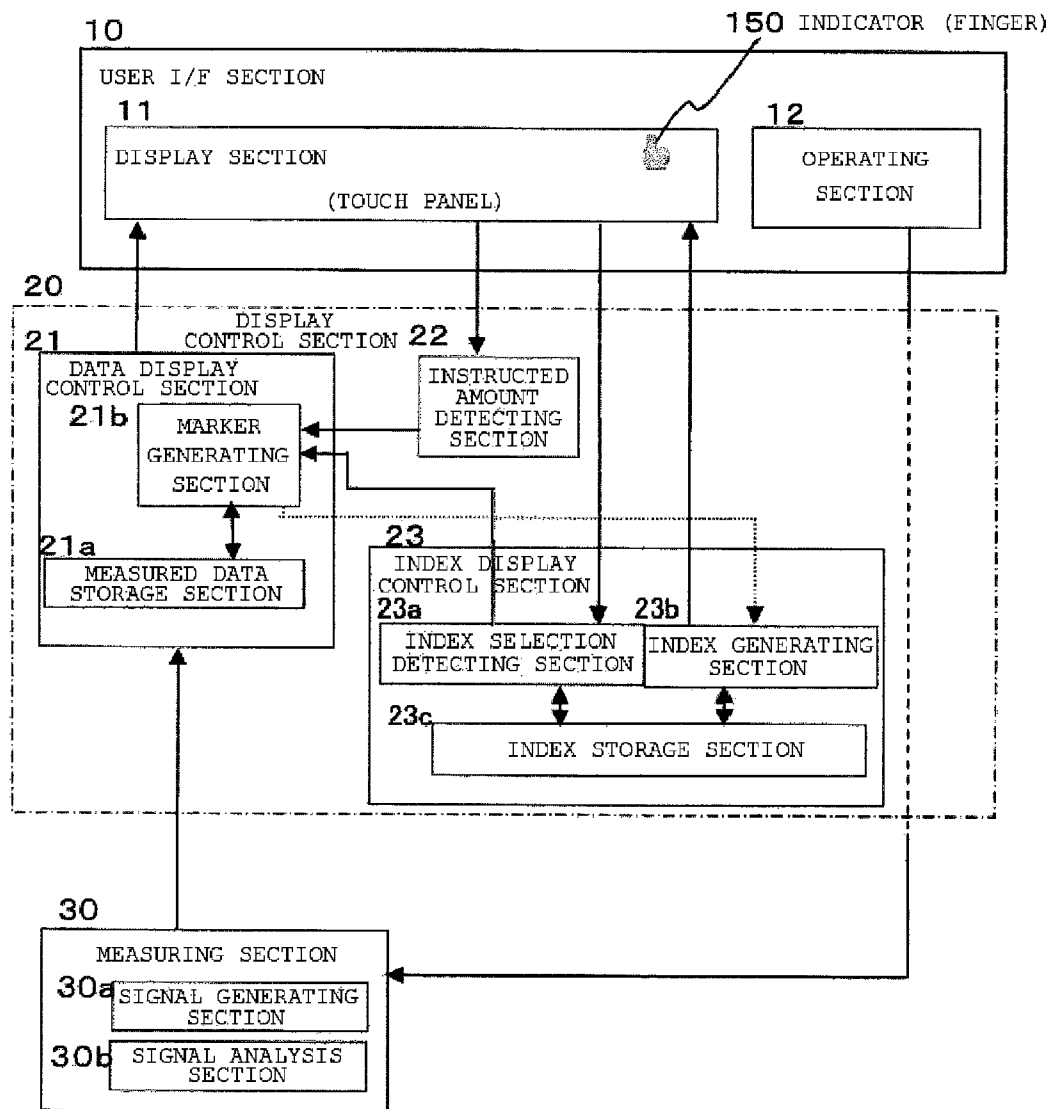 150 INDICATOR (FINGER)
10
USER I/F SECTION
11
DISPLAY SECTION
(TOUCH PANEL)
12
OPERATING
SECTION
20
DISPLAY
CONTROL SECTION
21
DATA DISPLAY
CONTROL SECTION
22
INSTRUCTED
AMOUNT
DETECTING
SECTION
21b
MARKER
GENERATING
SECTION
21a
MEASURED DATA
STORAGE SECTION
23
INDEX DISPLAY
CONTROL SECTION
23a
INDEX SELECTION
DETECTING SECTION
23b
INDEX GENERATING
SECTION
23c
INDEX STORAGE SECTION
30
MEASURING SECTION
30a
SIGNAL GENERATING
SECTION
30b
SIGNAL ANALYSIS
SECTION